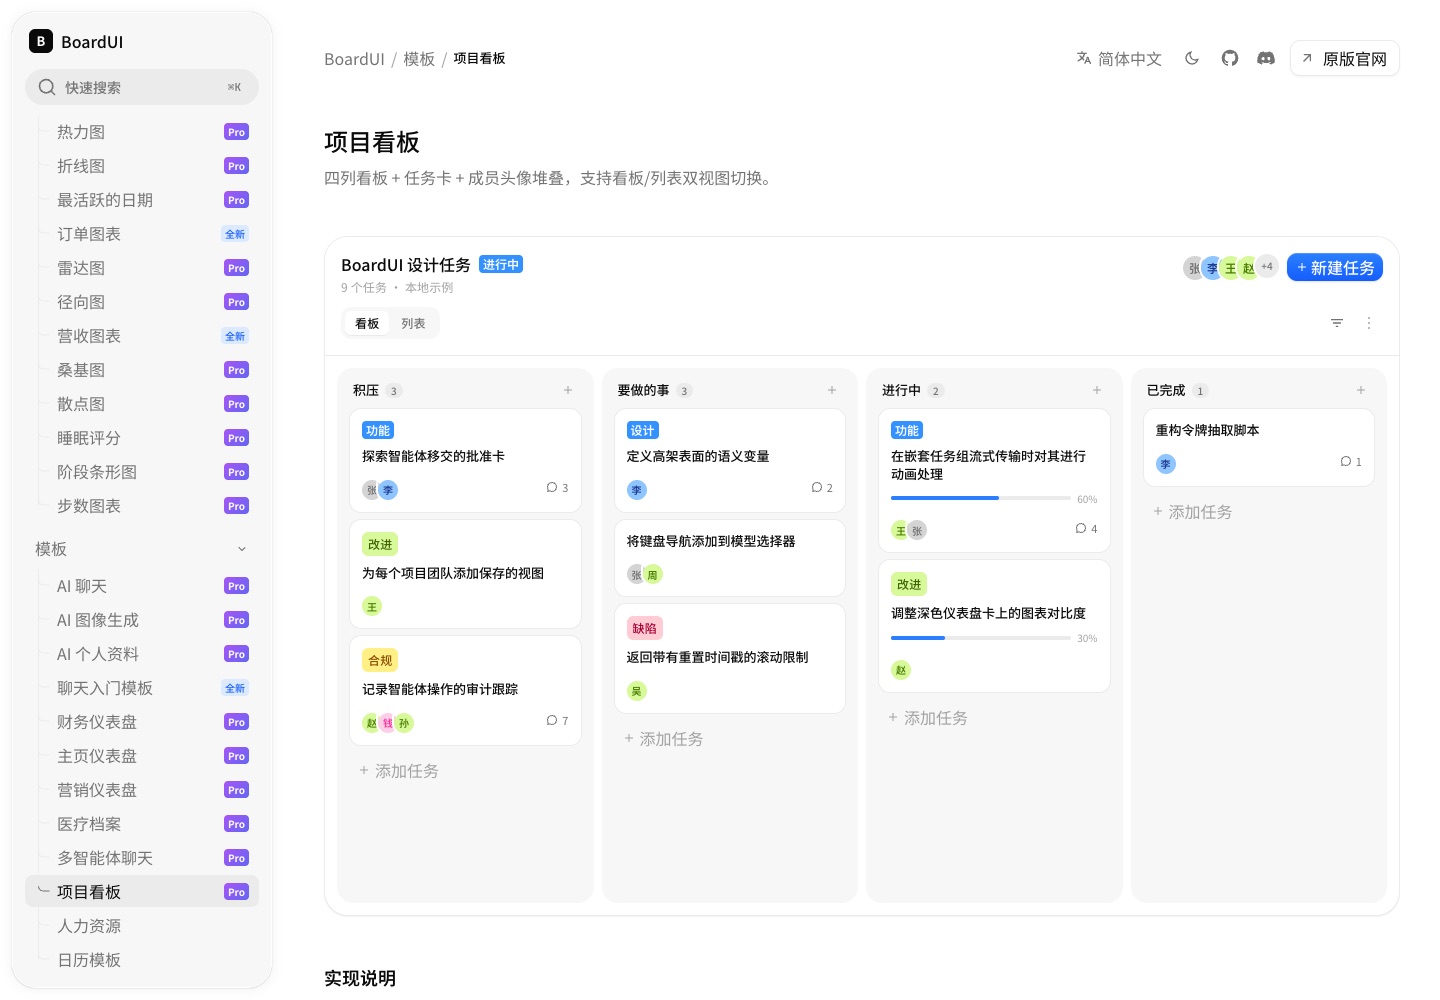 B BoardUI
快速搜索 ⌘K
热力图 Pro
折线图 Pro
最活跃的日期 Pro
订单图表 全新
雷达图 Pro
径向图 Pro
营收图表 全新
桑基图 Pro
散点图 Pro
睡眠评分 Pro
阶段条形图 Pro
步数图表 Pro
模板
AI 聊天 Pro
AI 图像生成 Pro
AI 个人资料 Pro
聊天入门模板 全新
财务仪表盘 Pro
主页仪表盘 Pro
营销仪表盘 Pro
医疗档案 Pro
多智能体聊天 Pro
项目看板 Pro
人力资源
日历模板
BoardUI / 模板 / 项目看板
简体中文
原版官网
项目看板
四列看板 + 任务卡 + 成员头像堆叠，支持看板/列表双视图切换。
BoardUI 设计任务 进行中
9 个任务 · 本地示例
张 李 王 赵 +4
+ 新建任务
看板 列表
积压 3 +
功能
探索智能体移交的批准卡
张 李 3
改进
为每个项目团队添加保存的视图
王
合规
记录智能体操作的审计跟踪
赵 钱 孙 7
+ 添加任务
要做的事 3 +
设计
定义高架表面的语义变量
李 2
将键盘导航添加到模型选择器
张 周
缺陷
返回带有重置时间戳的滚动限制
吴
+ 添加任务
进行中 2 +
功能
在嵌套任务组流式传输时对其进行
动画处理
60%
王 张 4
改进
调整深色仪表盘卡上的图表对比度
30%
赵
+ 添加任务
已完成 1 +
重构令牌抽取脚本
李 1
+ 添加任务
实现说明